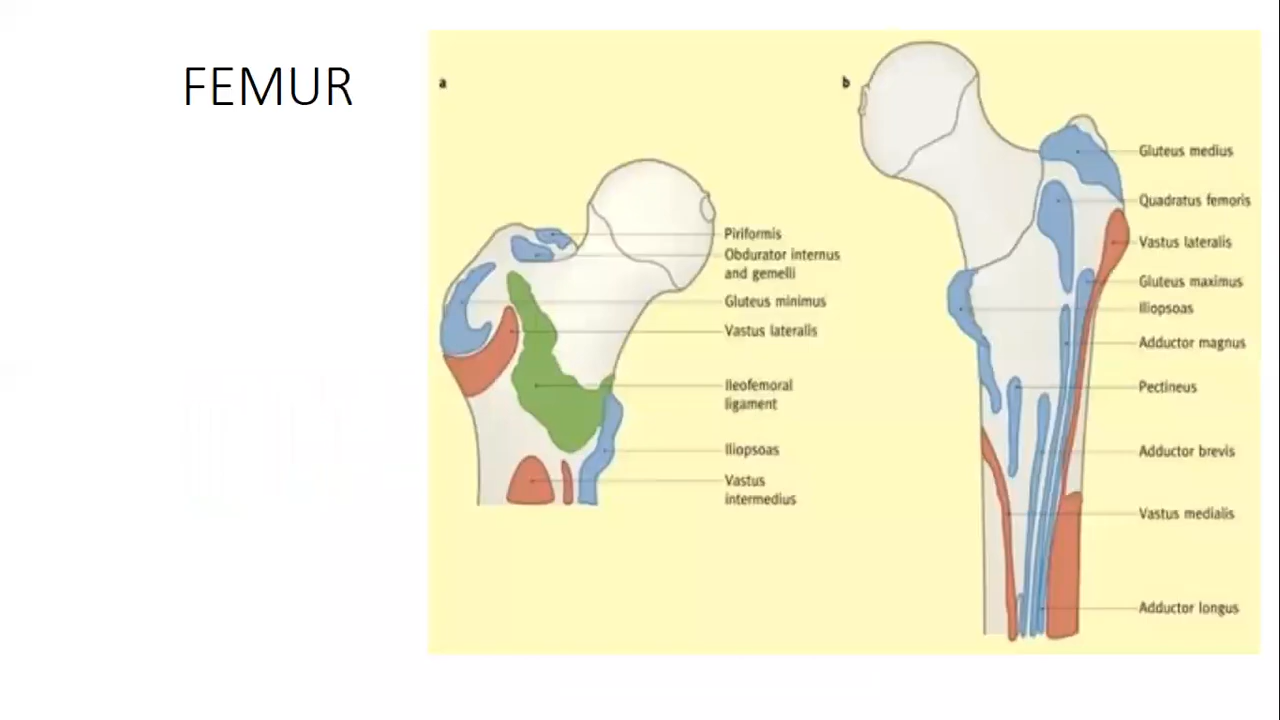 FEMUR
a
Piriformis
Obdurator internus
and gemelli
Gluteus minimus
Vastus lateralis
Ileofemoral
ligament
Iliopsoas
Vastus
intermedius
b
Gluteus medius
Quadratus femoris
Vastus lateralis
Gluteus maximus
Iliopsoas
Adductor magnus
Pectineus
Adductor brevis
Vastus medialis
Adductor longus